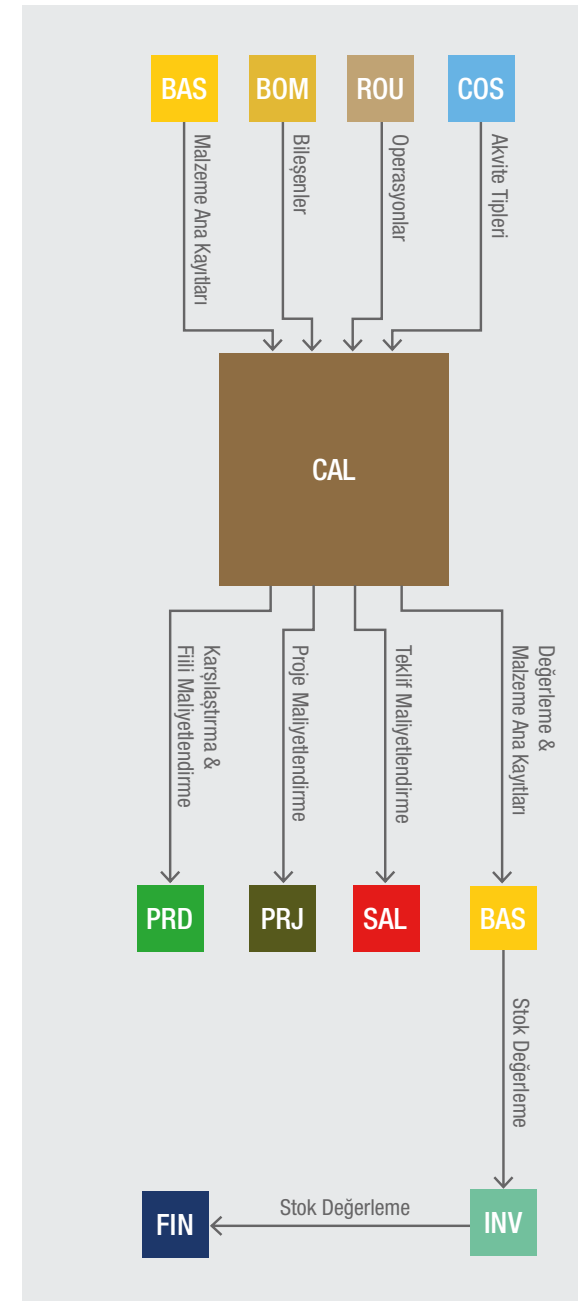 BAS
BOM
ROU
COS
Malzeme Ana Kayıtları
Bileşenler
Operasyonlar
Akvite Tipleri
CAL
Karşılaştırma &
Fiili Maliyetlendirme
Proje Maliyetlendirme
Teklif Maliyetlendirme
Değerleme &
Malzeme Ana Kayıtları
PRD
PRJ
SAL
BAS
Stok Değerleme
FIN
Stok Değerleme
INV